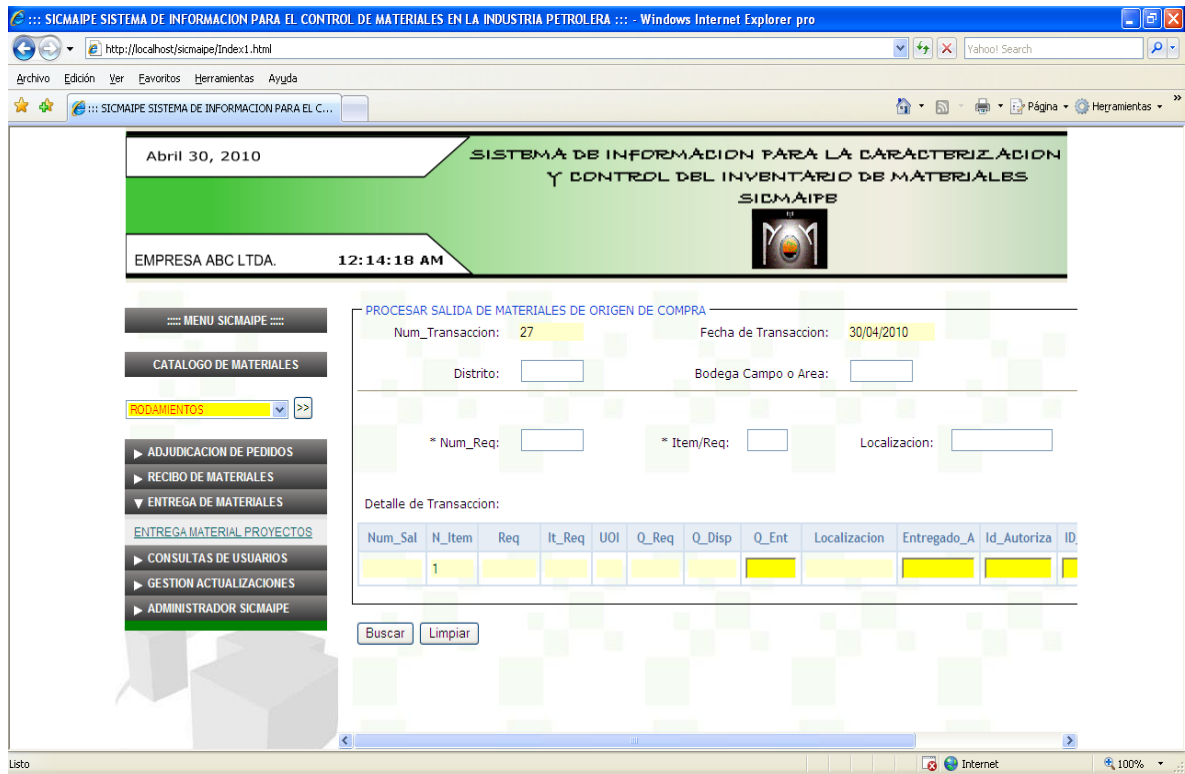 ::: SICMAIPE SISTEMA DE INFORMACION PARA EL CONTROL DE MATERIALES EN LA INDUSTRIA PETROLERA ::: - Windows Internet Explorer pro
http://localhost/sicmaipe/Index1.html
Yahoo! Search
Archivo Edición Ver Favoritos Herramientas Ayuda
::: SICMAIPE SISTEMA DE INFORMACION PARA EL C...
Página Herramientas
Abril 30, 2010
SISTEMA DE INFORMACION PARA LA CARACTERIZACION
Y CONTROL DEL INVENTARIO DE MATERIALES
SICMAIPE
EMPRESA ABC LTDA. 12:14:18 AM
::::: MENU SICMAIPE :::::
CATALOGO DE MATERIALES
RODAMIENTOS >>
ADJUDICACION DE PEDIDOS
RECIBO DE MATERIALES
ENTREGA DE MATERIALES
ENTREGA MATERIAL PROYECTOS
CONSULTAS DE USUARIOS
GESTION ACTUALIZACIONES
ADMINISTRADOR SICMAIPE
PROCESAR SALIDA DE MATERIALES DE ORIGEN DE COMPRA
Num_Transaccion: 27 Fecha de Transaccion: 30/04/2010
Distrito: Bodega Campo o Area:
* Num_Req: * Item/Req: Localizacion:
Detalle de Transaccion:
Num_Sal N_Item Req It_Req UOI Q_Req Q_Disp Q_Ent Localizacion Entregado_A Id_Autoriza ID_
1
Buscar Limpiar
Listo Internet 100%